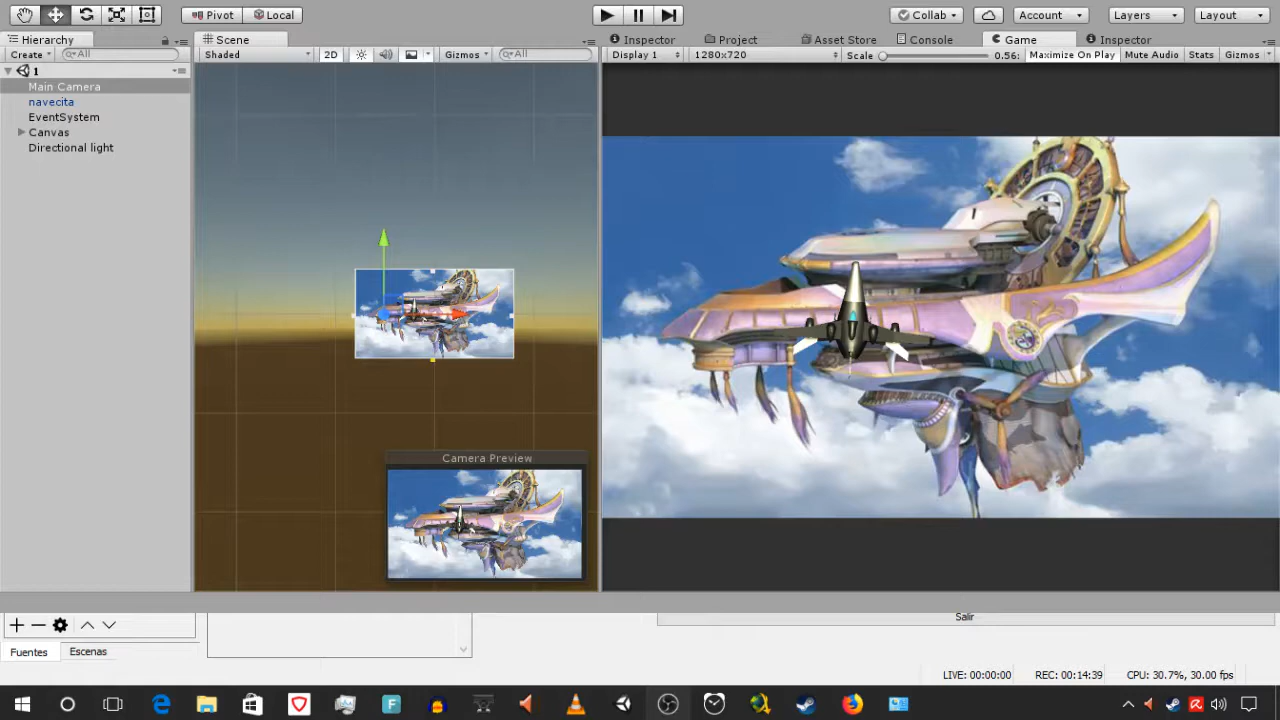 Pivot Local Collab Account Layers Layout
Hierarchy Scene Inspector Project Asset Store Console Game Inspector
Create All Shaded 2D Gizmos All Display 1 1280x720 Scale 0.56: Maximize On Play Mute Audio Stats Gizmos
1
Main Camera
navecita
EventSystem
Canvas
Directional light
Camera Preview
Salir
Fuentes Escenas
LIVE: 00:00:00 REC: 00:14:39 CPU: 30.7%, 30.00 fps